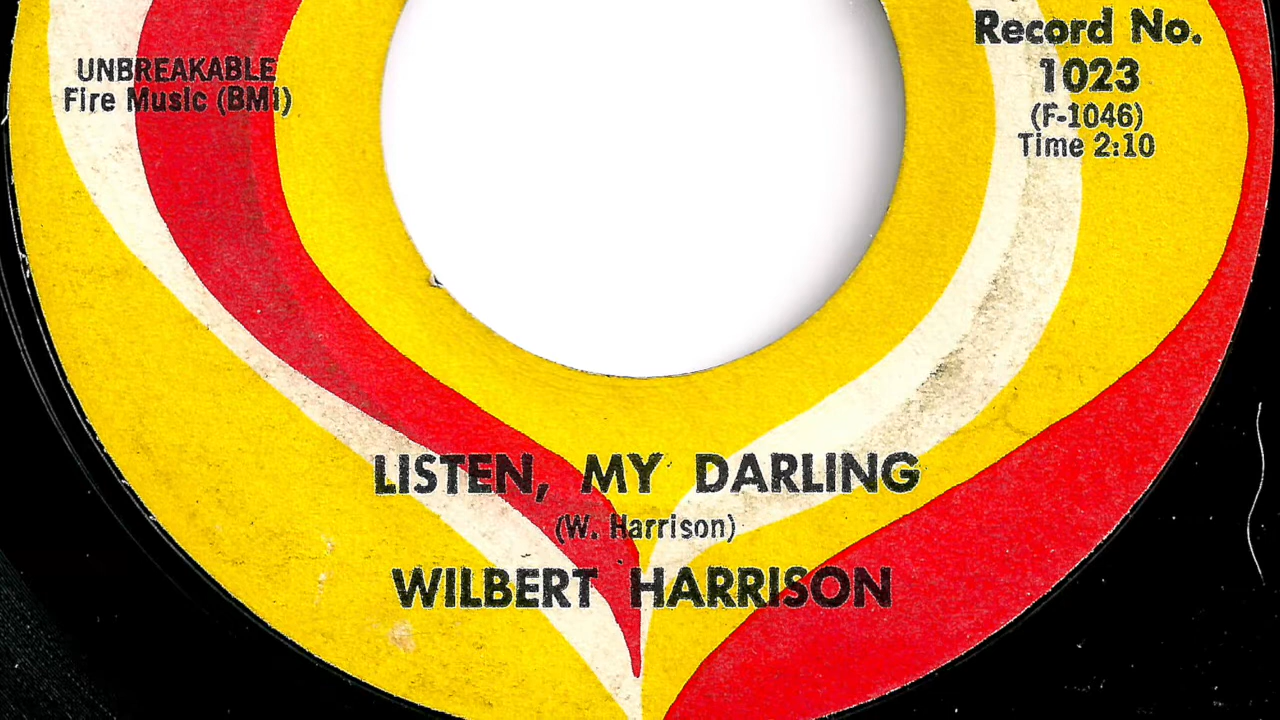 UNBREAKABLE
Fire Music (BMI)
Record No.
1023
(F-1046)
Time 2:10
LISTEN, MY DARLING
(W. Harrison)
WILBERT HARRISON